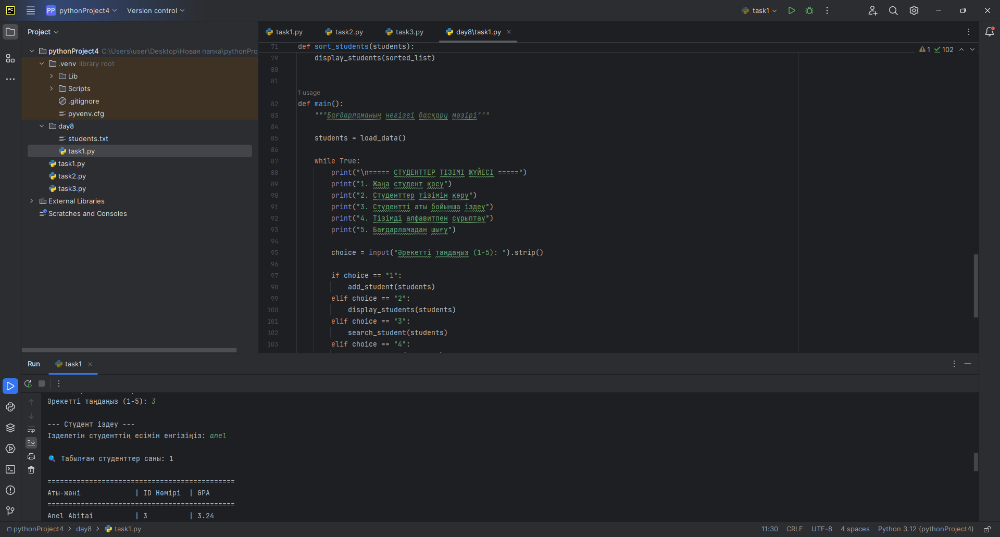 PC
PP pythonProject4
Version control
task1
Project
pythonProject4 C:\Users\user\Desktop\Новая папка\pythonPro
.venv library root
Lib
Scripts
.gitignore
pyvenv.cfg
day8
students.txt
task1.py
task1.py
task2.py
task3.py
External Libraries
Scratches and Consoles
task1.py task2.py task3.py day8\task1.py
1 102
71 def sort_students(students):
79 display_students(sorted_list)
80
81
1 usage
82 def main():
83 """Бағдарламаның негізгі басқару мәзірі"""
84
85 students = load_data()
86
87 while True:
88 print("\n===== СТУДЕНТТЕР ТІЗІМІ ЖҮЙЕСІ =====")
89 print("1. Жаңа студент қосу")
90 print("2. Студенттер тізімін көру")
91 print("3. Студентті аты бойынша іздеу")
92 print("4. Тізімді алфавитпен сұрыптау")
93 print("5. Бағдарламадан шығу")
94
95 choice = input("Әрекетті таңдаңыз (1-5): ").strip()
96
97 if choice == "1":
98 add_student(students)
99 elif choice == "2":
100 display_students(students)
101 elif choice == "3":
102 search_student(students)
103 elif choice == "4":
Run task1
Әрекетті таңдаңыз (1-5): 3
--- Студент іздеу ---
Ізделетін студенттің есімін енгізіңіз: anel
Табылған студенттер саны: 1
=============================================
Аты-жөні | ID Нөмірі | GPA
=============================================
Anel Abitai | 3 | 3.24
pythonProject4 > day8 > task1.py
11:30 CRLF UTF-8 4 spaces Python 3.12 (pythonProject4)